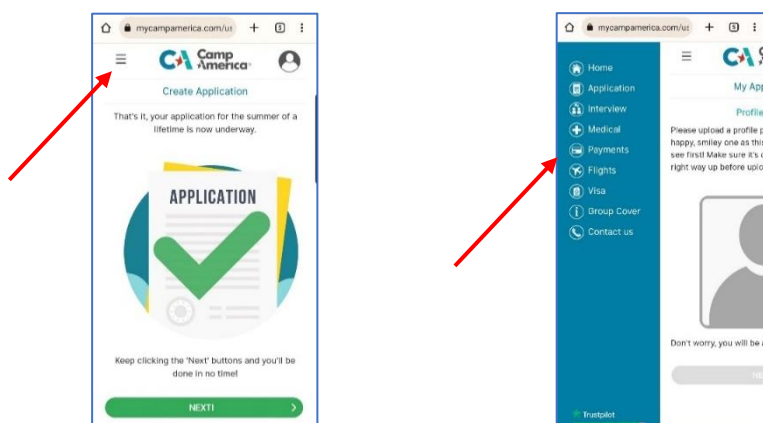 mycampamerica.com/us
5
Camp
America
Create Application
That's it, your application for the summer of a
lifetime is now underway.
APPLICATION
Keep clicking the 'Next' buttons and you'll be
done in no time!
NEXT!
mycampamerica.com/us
5
Home
Application
Interview
Medical
Payments
Flights
Visa
Group Cover
Contact us
Trustpilot
My App
Profile
Please upload a profile p
happy, smiley one as this
see first! Make sure it's c
right way up before uplo
Don't worry, you will be a